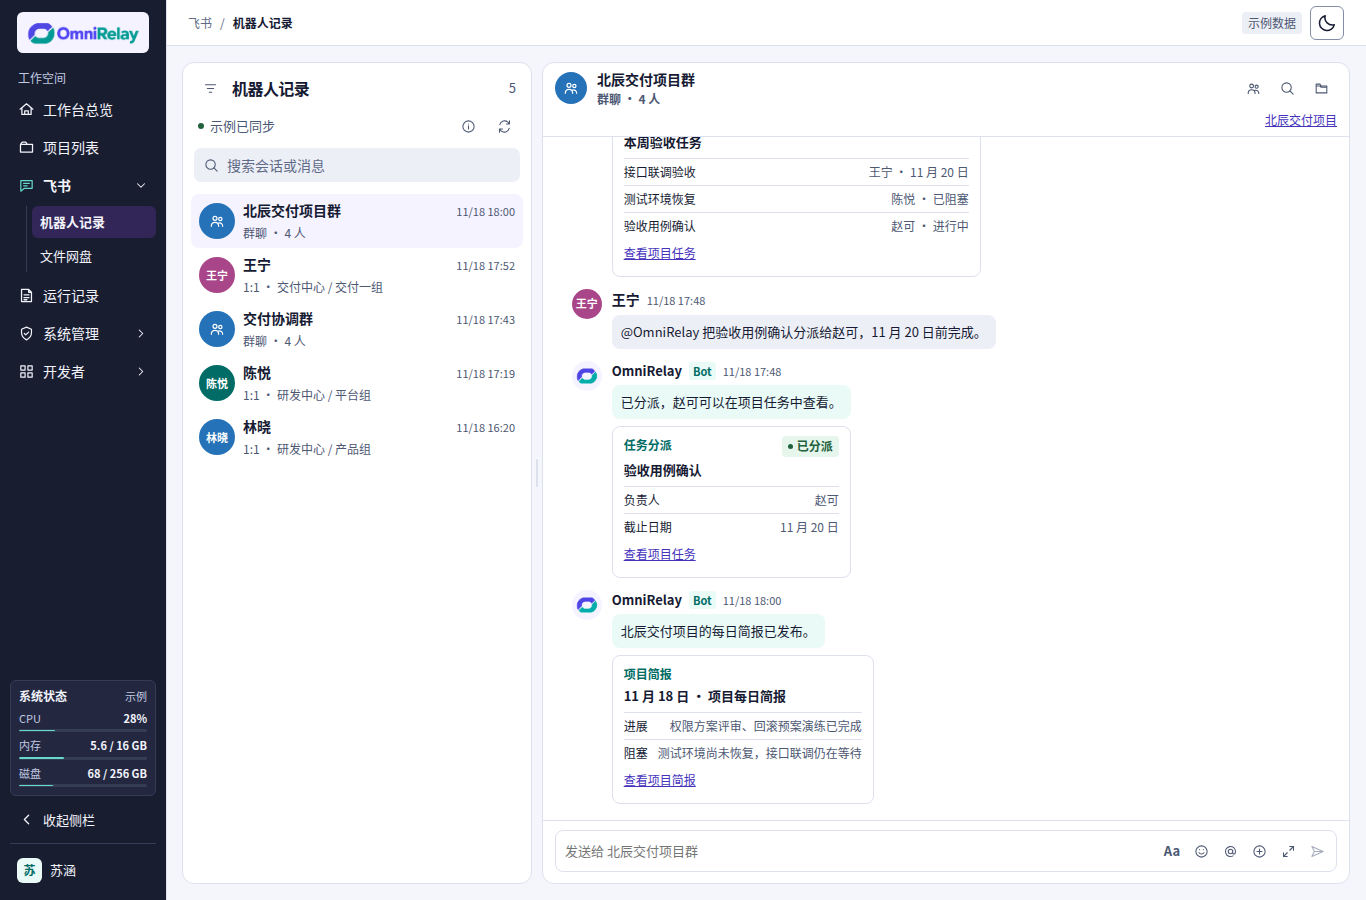 OmniRelay
工作空间
工作台总览
项目列表
飞书
机器人记录
文件网盘
运行记录
系统管理
开发者
系统状态 示例
CPU 28%
内存 5.6 / 16 GB
磁盘 68 / 256 GB
收起侧栏
苏 苏涵
飞书 / 机器人记录
示例数据
机器人记录 5
示例已同步
搜索会话或消息
北辰交付项目群 11/18 18:00
群聊 · 4 人
王宁 王宁 11/18 17:52
1:1 · 交付中心 / 交付一组
交付协调群 11/18 17:43
群聊 · 4 人
陈悦 陈悦 11/18 17:19
1:1 · 研发中心 / 平台组
林晓 林晓 11/18 16:20
1:1 · 研发中心 / 产品组
北辰交付项目群
群聊 · 4 人
北辰交付项目
本周验收任务
接口联调验收 王宁 · 11 月 20 日
测试环境恢复 陈悦 · 已阻塞
验收用例确认 赵可 · 进行中
查看项目任务
王宁 王宁 11/18 17:48
@OmniRelay 把验收用例确认分派给赵可，11 月 20 日前完成。
OmniRelay Bot 11/18 17:48
已分派，赵可可以在项目任务中查看。
任务分派 已分派
验收用例确认
负责人 赵可
截止日期 11 月 20 日
查看项目任务
OmniRelay Bot 11/18 18:00
北辰交付项目的每日简报已发布。
项目简报
11 月 18 日 · 项目每日简报
进展 权限方案评审、回滚预案演练已完成
阻塞 测试环境尚未恢复，接口联调仍在等待
查看项目简报
发送给 北辰交付项目群 Aa